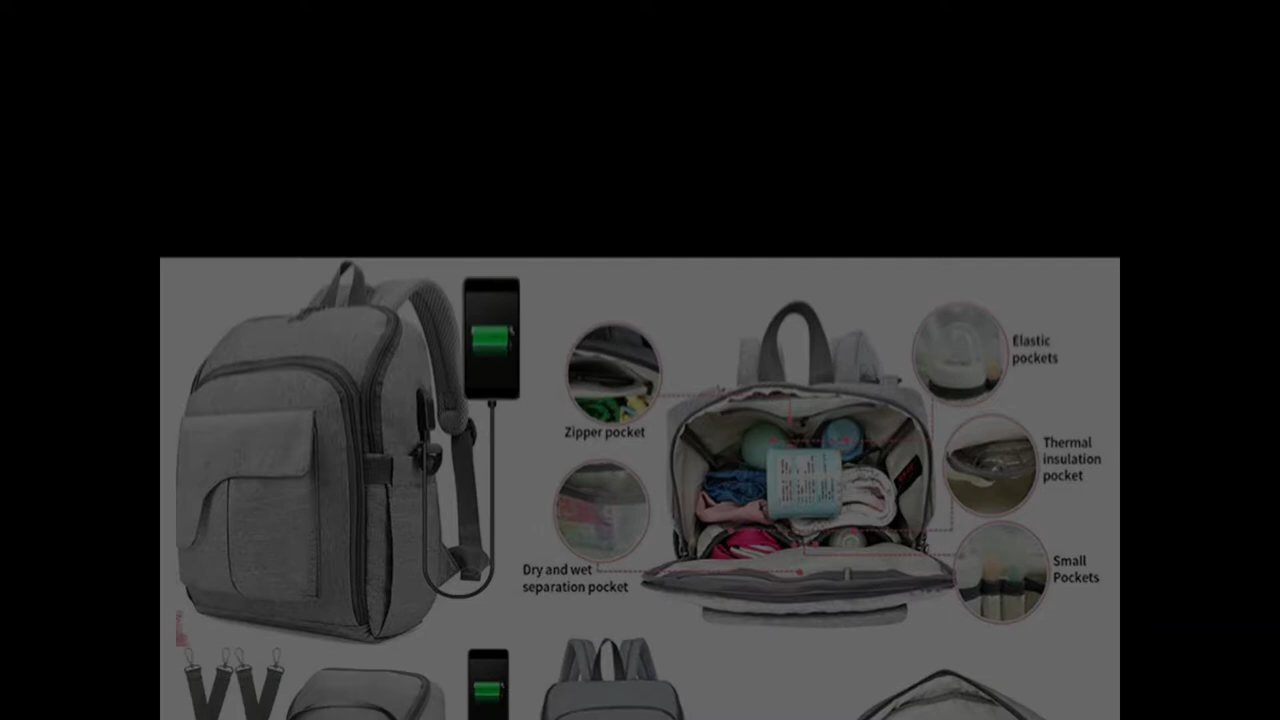 Elastic
pockets
Zipper pocket
Thermal
insulation
pocket
Dry and wet
separation pocket
Small
Pockets